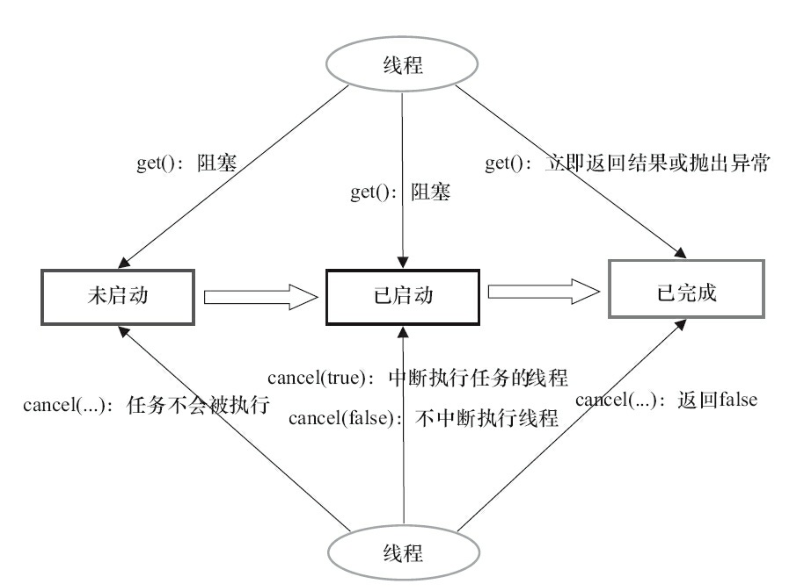 线程
get()：阻塞
get()：立即返回结果或抛出异常
get()：阻塞
未启动
已启动
已完成
cancel(true)：中断执行任务的线程
cancel(...)：任务不会被执行
cancel(false)：不中断执行线程
cancel(...)：返回false
线程